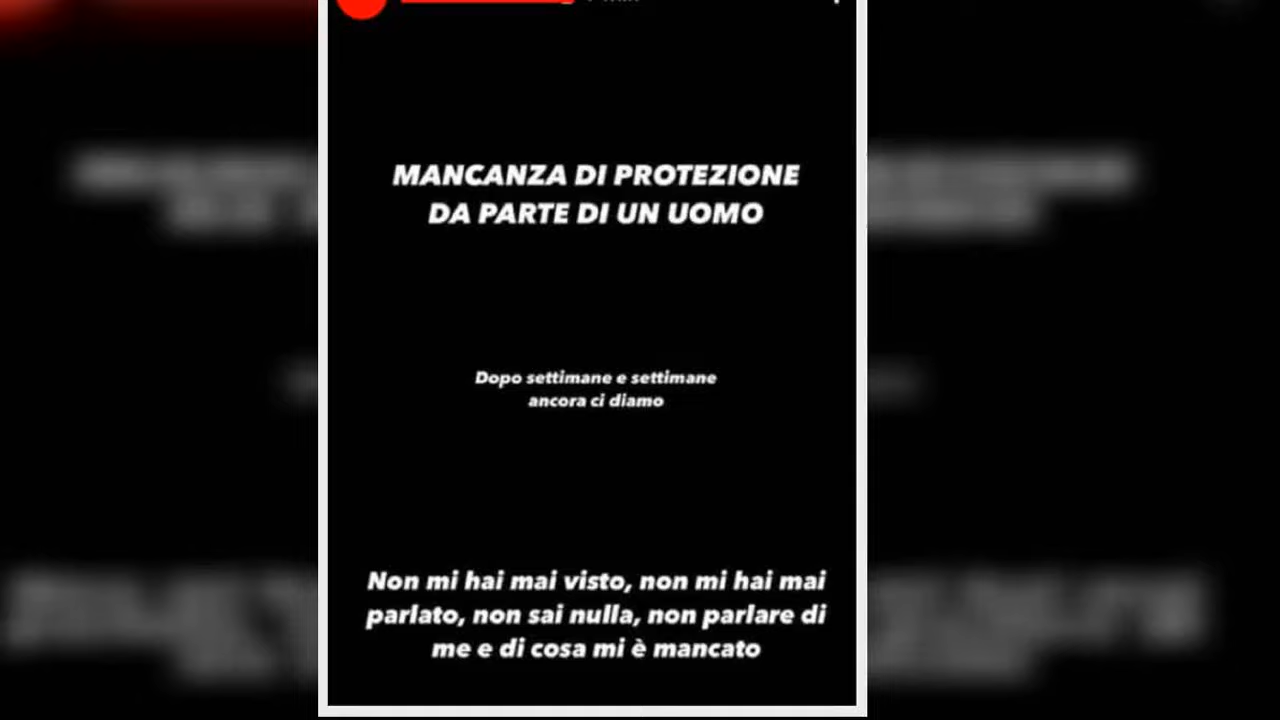 MANCANZA DI PROTEZIONE
DA PARTE DI UN UOMO
Dopo settimane e settimane
ancora ci diamo
Non mi hai mai visto, non mi hai mai
parlato, non sai nulla, non parlare di
me e di cosa mi è mancato